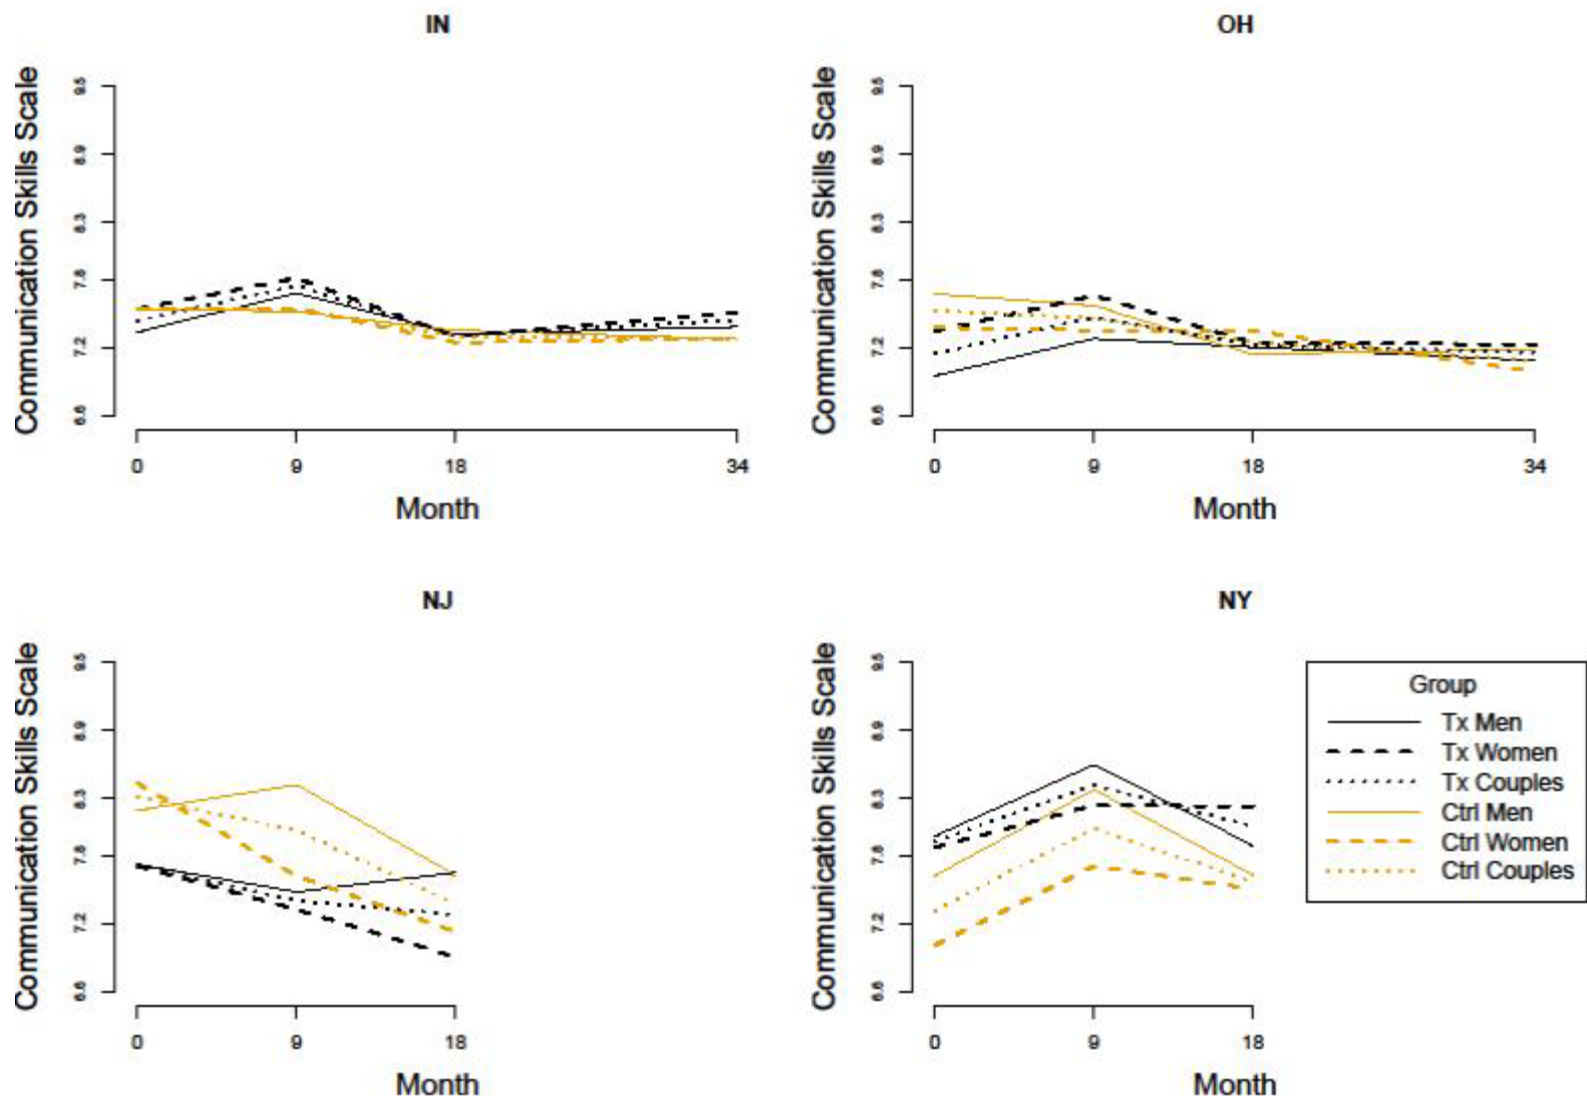 IN
Communication Skills Scale
9.5
8.9
8.3
7.8
7.2
6.6
0 9 18 34
Month
OH
Communication Skills Scale
9.5
8.9
8.3
7.8
7.2
6.6
0 9 18 34
Month
NJ
Communication Skills Scale
9.5
8.9
8.3
7.8
7.2
6.6
0 9 18
Month
NY
Communication Skills Scale
9.5
8.9
8.3
7.8
7.2
6.6
0 9 18
Month
Group
Tx Men
Tx Women
Tx Couples
Ctrl Men
Ctrl Women
Ctrl Couples